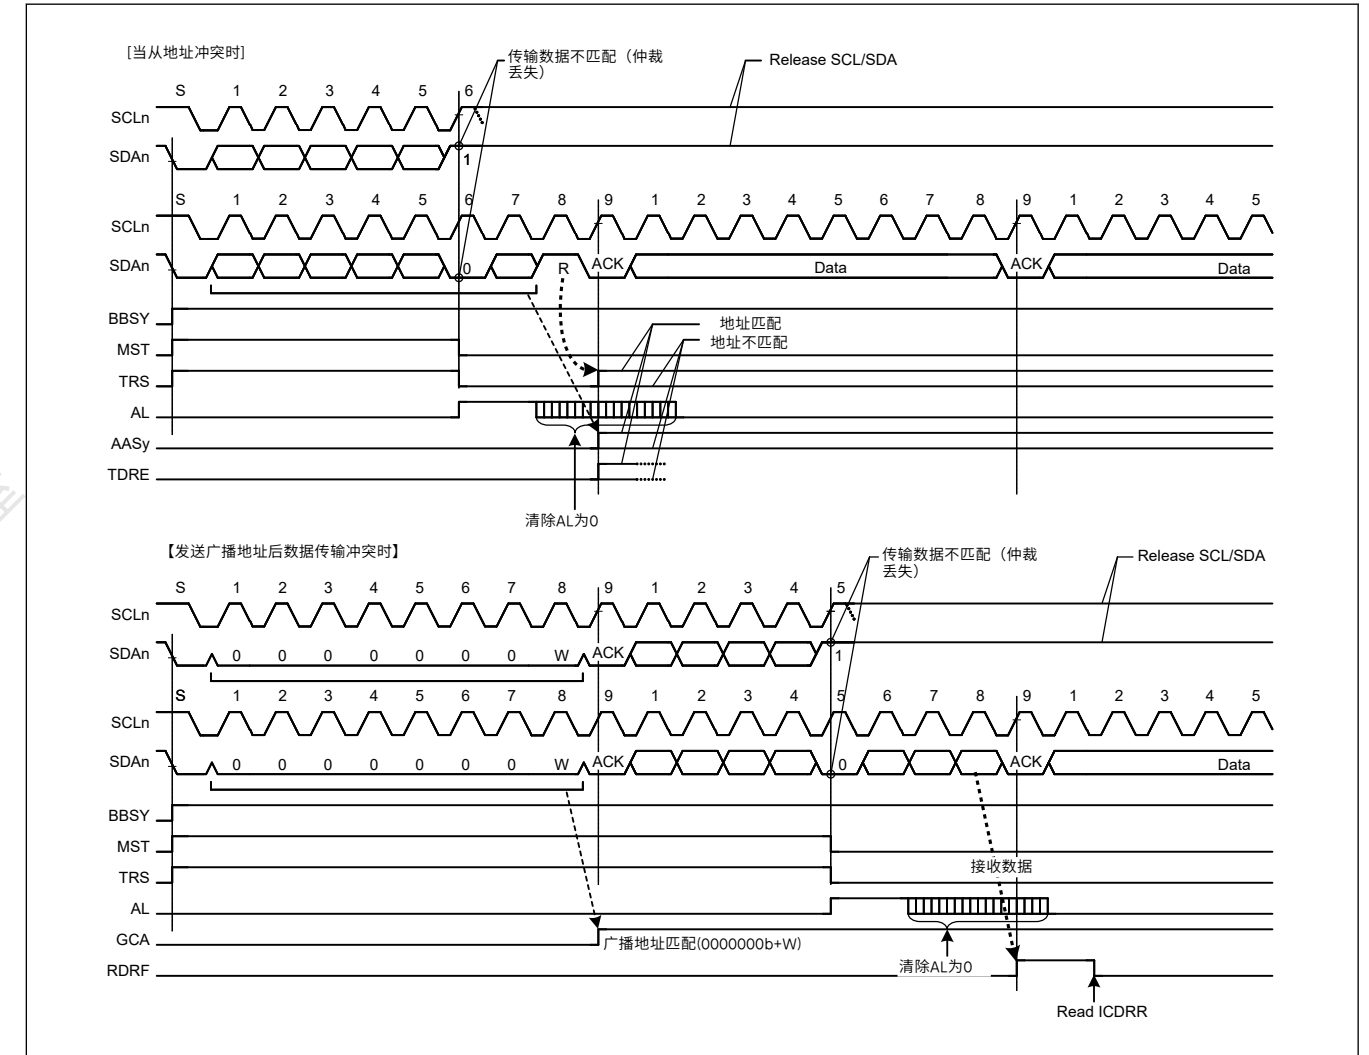 [当从地址冲突时]
传输数据不匹配（仲裁
丢失）
Release SCL/SDA
S 1 2 3 4 5 6
SCLn
SDAn
1
S 1 2 3 4 5 6 7 8 9 1 2 3 4 5 6 7 8 9 1 2 3 4 5
SCLn
SDAn 0 R ACK Data ACK Data
BBSY
地址匹配
MST
地址不匹配
TRS
AL
AASy
TDRE
清除AL为0
【发送广播地址后数据传输冲突时】
传输数据不匹配（仲裁
丢失）
Release SCL/SDA
S 1 2 3 4 5 6 7 8 9 1 2 3 4 5
SCLn
SDAn 0 0 0 0 0 0 0 W ACK 1
S 1 2 3 4 5 6 7 8 9 1 2 3 4 5 6 7 8 9 1 2 3 4 5
SCLn
SDAn 0 0 0 0 0 0 0 W ACK 0 ACK Data
BBSY
MST
接收数据
TRS
AL
GCA
广播地址匹配(0000000b+W)
清除AL为0
RDRF
Read ICDRR